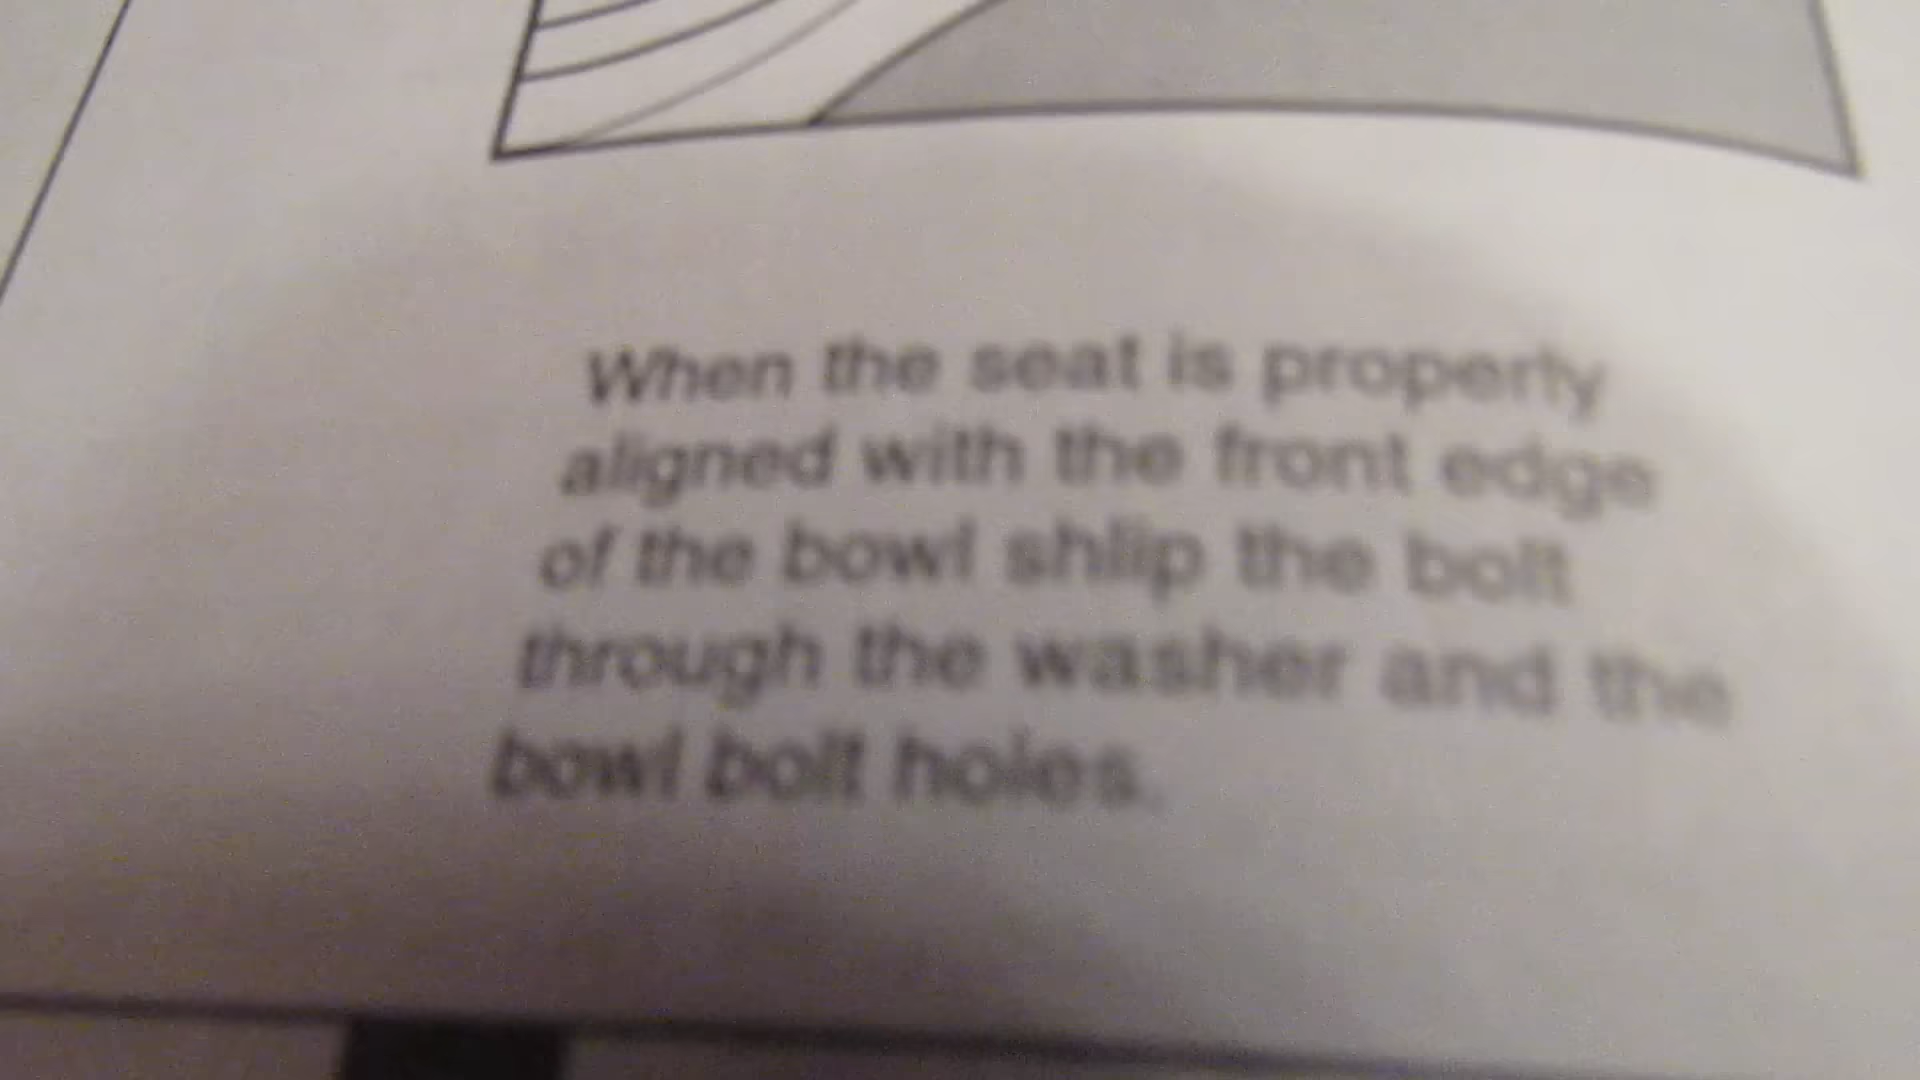 When the seat is properly
aligned with the front edge
of the bowl shlip the bolt
through the washer and the
bowl bolt holes.